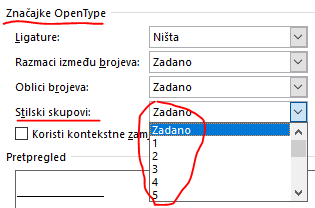 Značajke OpenType
Ligature: Ništa
Razmaci između brojeva: Zadano
Oblici brojeva: Zadano
Stilski skupovi: Zadano
Zadano
1
Koristi kontekstne zam
2
3
Pretpregled
4
5